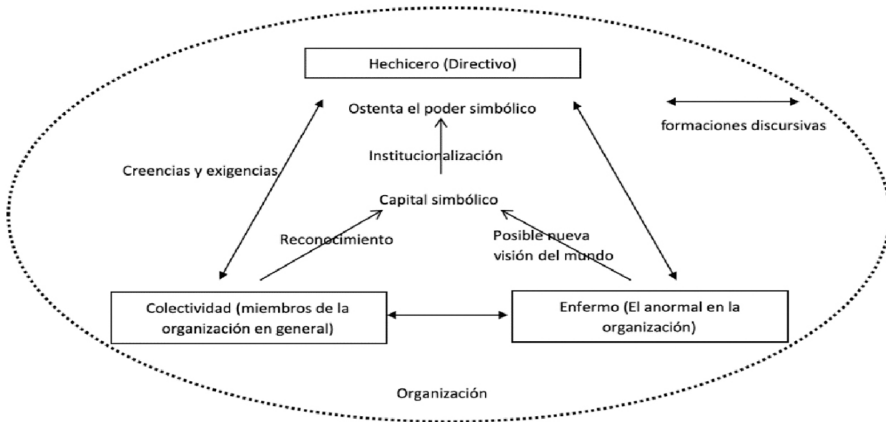 Hechicero (Directivo)
Ostenta el poder simbólico
formaciones discursivas
Institucionalización
Creencias y exigencias
Capital simbólico
Reconocimiento
Posible nueva
visión del mundo
Colectividad (miembros de la
organización en general)
Enfermo (El anormal en la
organización)
Organización